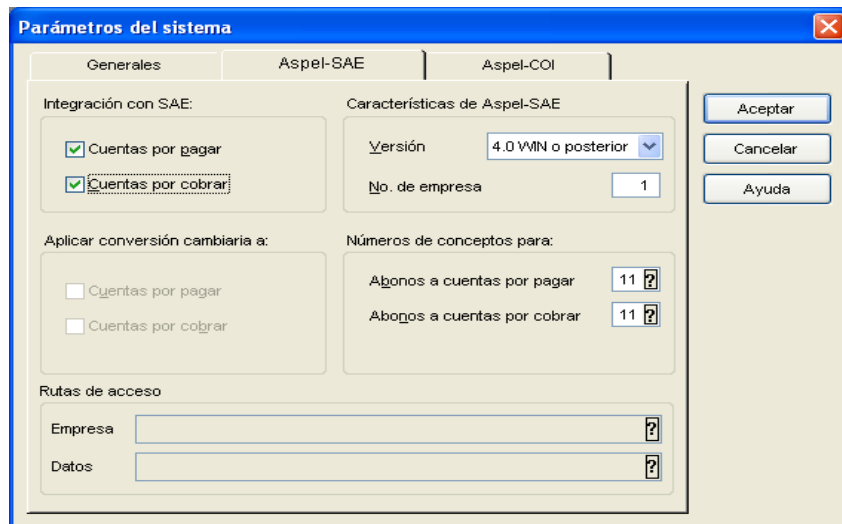 Parámetros del sistema
Generales
Aspel-SAE
Aspel-COI
Integración con SAE:
Cuentas por pagar
Cuentas por cobrar
Características de Aspel-SAE
Versión 4.0 WIN o posterior
No. de empresa 1
Aplicar conversión cambiaria a:
Cuentas por pagar
Cuentas por cobrar
Números de conceptos para:
Abonos a cuentas por pagar 11 ?
Abonos a cuentas por cobrar 11 ?
Rutas de acceso
Empresa ?
Datos ?
Aceptar
Cancelar
Ayuda